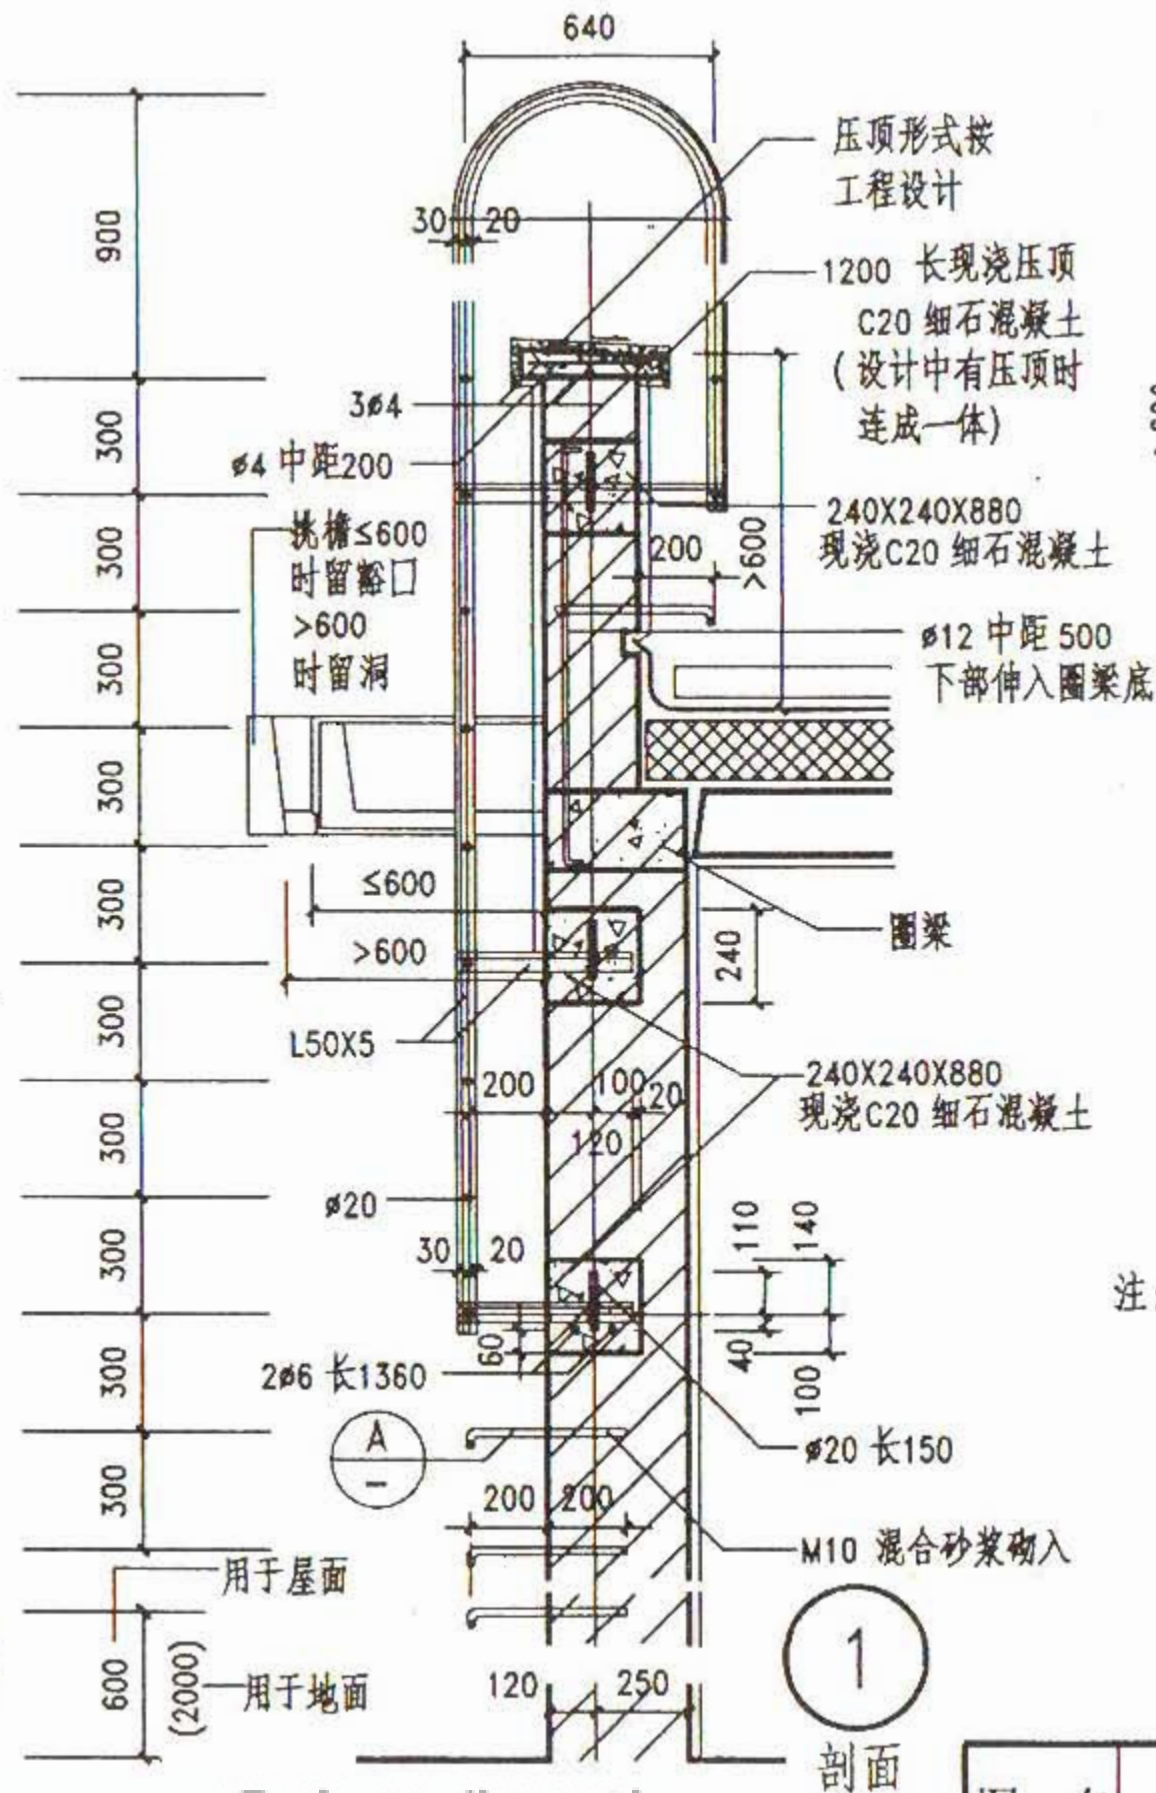 640
压顶形式按
工程设计
30 20
900
1200 长现浇压顶
C20 细石混凝土
(设计中有压顶时
连成一体)
3ø4
300
ø4 中距200
240X240X880
现浇C20 细石混凝土
挑檐≤600
时留豁口
>600
时留洞
300
200
>600
ø12 中距 500
下部伸入圈梁底
300
300
≤600
300
圈梁
>600
240
300
L50X5
240X240X880
现浇C20 细石混凝土
200 100 20
120
300
ø20
30 20
110 140
300
注:
60
40
100
2ø6 长1360
300
A
–
ø20 长150
300
200 200
M10 混合砂浆砌入
用于屋面
1
600
(2000)
用于地面
120 250
剖面